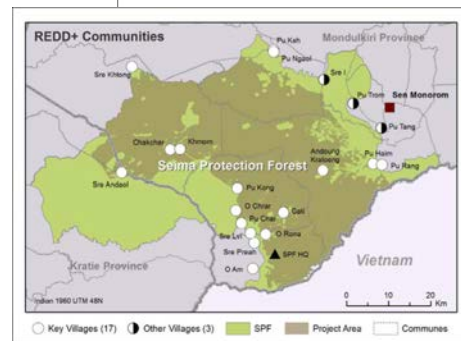 REDD+ Communities
Mondulkiri Province
Pu Kah
Pu Ngaol
Sre Khtong
Sre I
Pu Trom
Sen Monorom
Pu Tang
Chakchar
Khmom
Andoung Kraloeng
Pu Haim
Pu Rang
Seima Protection Forest
Sre Andaol
Pu Kong
O Chrar
Gati
Pu Char
O Rona
Sre Lvi
Sre Preah
SPF HQ
O Am
Vietnam
Kratie Province
Indian 1960 UTM 48N
0 10 20
Km
Key Villages (17)
Other Villages (3)
SPF
Project Area
Communes